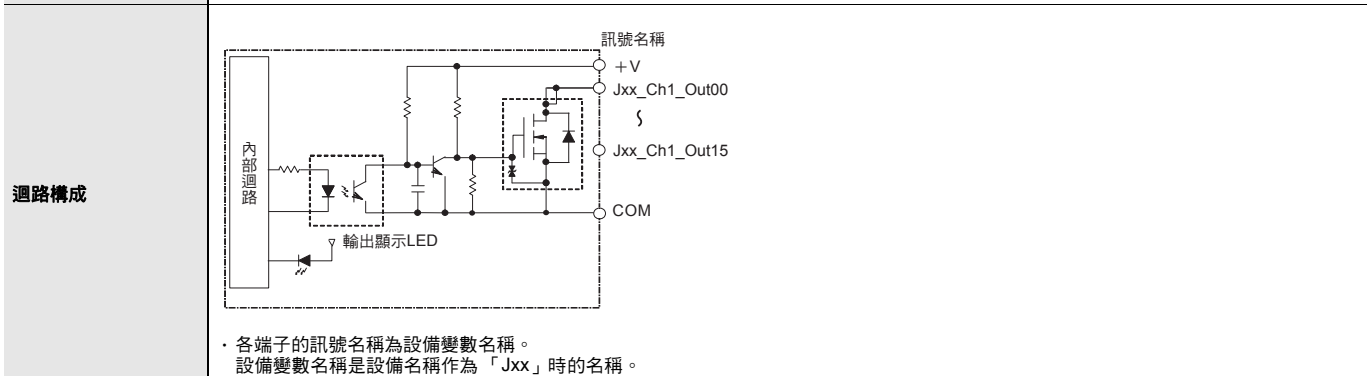 迴路構成
訊號名稱
+V
Jxx_Ch1_Out00
∫
Jxx_Ch1_Out15
COM
內部迴路
輸出顯示LED
・各端子的訊號名稱為設備變數名稱。
設備變數名稱是設備名稱作為「Jxx」時的名稱。